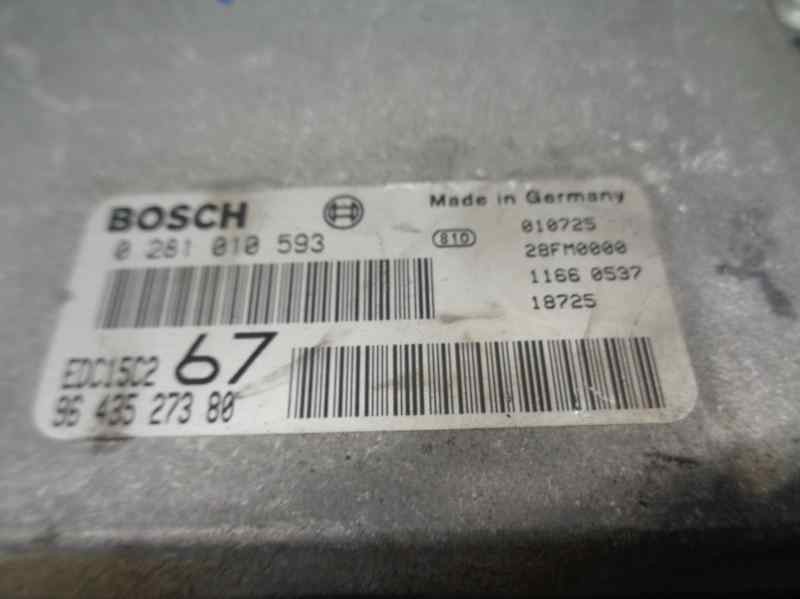 BOSCH
Made in Germany
0 281 010 593
810
010725
28FM0000
1166 0537
18725
EDC15C2
67
96 435 273 80